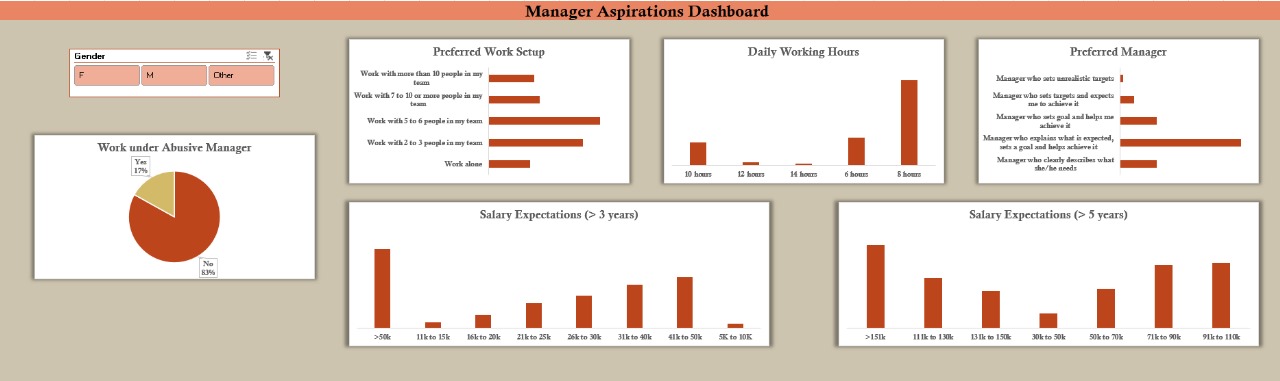 Manager Aspirations Dashboard
Gender
F
M
Other
Work under Abusive Manager
Yes
17%
No
83%
Preferred Work Setup
Work with more than 10 people in my
team
Work with 7 to 10 or more people in my
team
Work with 5 to 6 people in my team
Work with 2 to 3 people in my team
Work alone
Daily Working Hours
10 hours
12 hours
14 hours
6 hours
8 hours
Preferred Manager
Manager who sets unrealistic targets
Manager who sets targets and expects
me to achieve it
Manager who sets goal and helps me
achieve it
Manager who explains what is expected,
sets a goal and helps achieve it
Manager who clearly describes what
she/he needs
Salary Expectations (> 3 years)
>50k
11k to 15k
16k to 20k
21k to 25k
26k to 30k
31k to 40k
41k to 50k
5K to 10K
Salary Expectations (> 5 years)
>151k
111k to 130k
131k to 150k
30k to 50k
50k to 70k
71k to 90k
91k to 110k